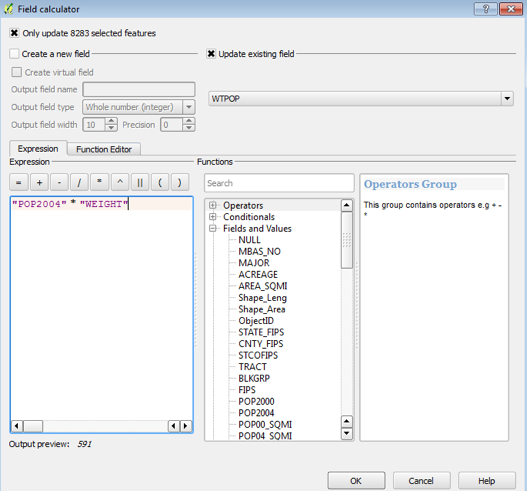 Field calculator
Only update 8283 selected features
Create a new field
Update existing field
Create virtual field
Output field name
Output field type Whole number (integer)
Output field width 10 Precision 0
WTPOP
Expression Function Editor
Expression
= + - / * ^ || ( )
"POP2004" * "WEIGHT"
Output preview: 591
Functions
Search
Operators
Conditionals
Fields and Values
NULL
MBAS_NO
MAJOR
ACREAGE
AREA_SQMI
Shape_Leng
Shape_Area
ObjectID
STATE_FIPS
CNTY_FIPS
STCOFIPS
TRACT
BLKGRP
FIPS
POP2000
POP2004
POP00_SQMI
POP04_SQMI
Operators Group
This group contains operators e.g + -
*
OK Cancel Help